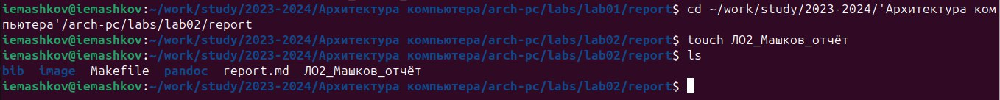 iemashkov@iemashkov:~/work/study/2023-2024/Архитектура компьютера/arch-pc/labs/lab01/report$ cd ~/work/study/2023-2024/'Архитектура ком
пьютера'/arch-pc/labs/lab02/report
iemashkov@iemashkov:~/work/study/2023-2024/Архитектура компьютера/arch-pc/labs/lab02/report$ touch ЛО2_Машков_отчёт
iemashkov@iemashkov:~/work/study/2023-2024/Архитектура компьютера/arch-pc/labs/lab02/report$ ls
bib image Makefile pandoc report.md ЛО2_Машков_отчёт
iemashkov@iemashkov:~/work/study/2023-2024/Архитектура компьютера/arch-pc/labs/lab02/report$